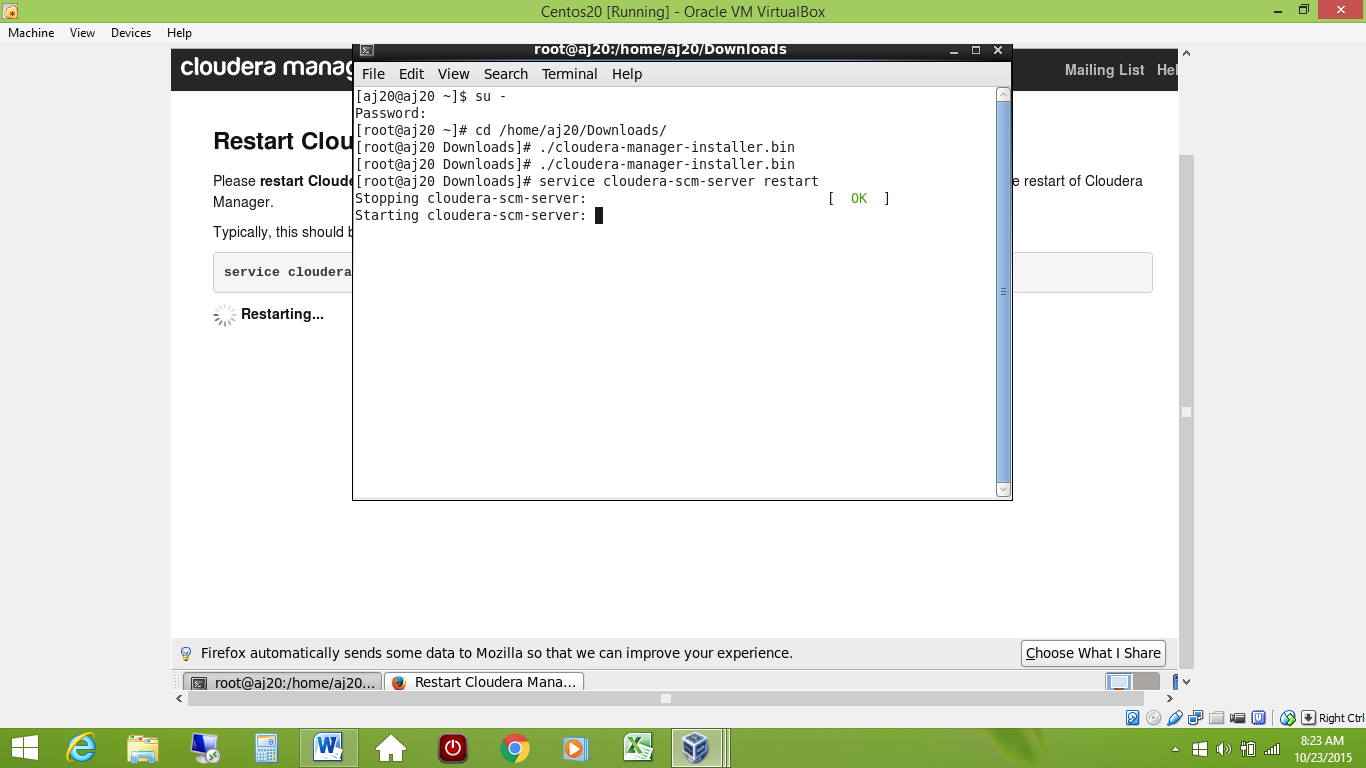 Centos20 [Running] - Oracle VM VirtualBox
Machine View Devices Help
cloudera mana
Mailing List Hel
root@aj20:/home/aj20/Downloads
File Edit View Search Terminal Help
[aj20@aj20 ~]$ su -
Password:
[root@aj20 ~]# cd /home/aj20/Downloads/
[root@aj20 Downloads]# ./cloudera-manager-installer.bin
[root@aj20 Downloads]# ./cloudera-manager-installer.bin
[root@aj20 Downloads]# service cloudera-scm-server restart
Stopping cloudera-scm-server: [ OK ]
Starting cloudera-scm-server:
Restart Clou
Please restart Cloude
e restart of Cloudera
Manager.
Typically, this should b
service cloudera
Restarting...
Firefox automatically sends some data to Mozilla so that we can improve your experience.
Choose What I Share
root@aj20:/home/aj20...
Restart Cloudera Mana...
Right Ctrl
8:23 AM
10/23/2015